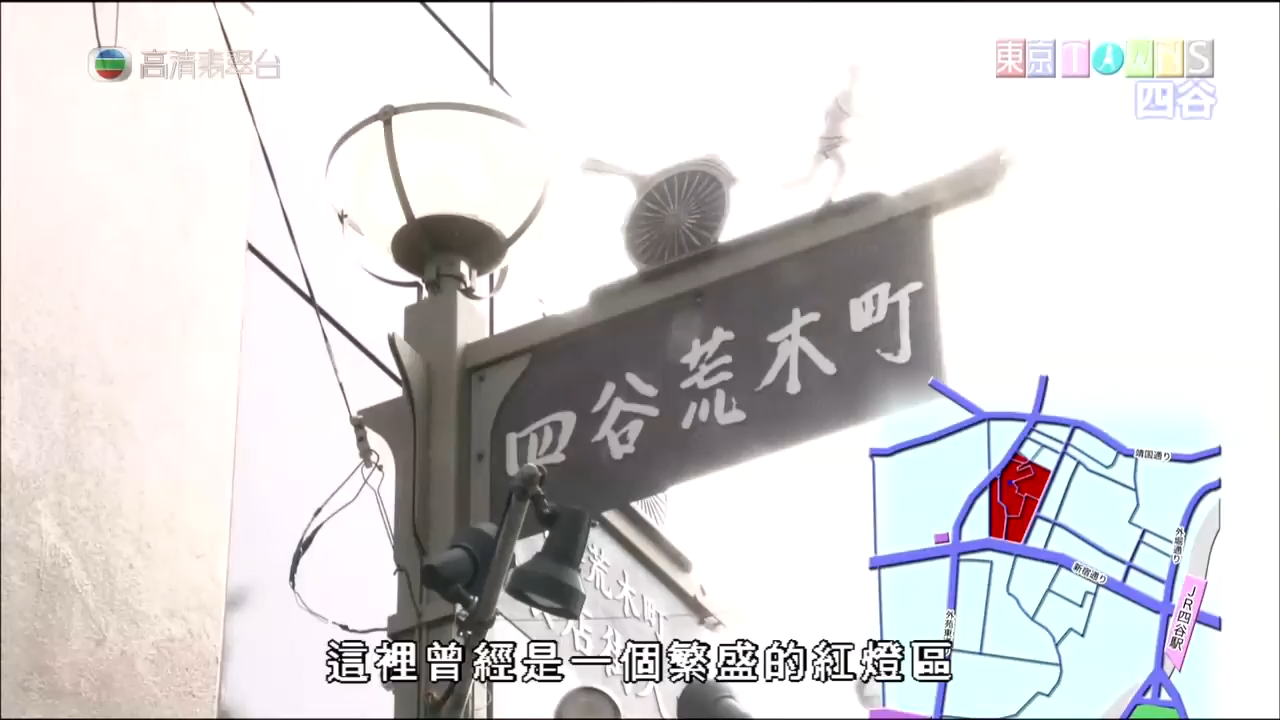 高清翡翠台
東京TOWNS
四谷
四谷荒木町
荒木町
靖国通り
外堀通り
新宿通り
JR四谷駅
外苑東
這裡曾經是一個繁盛的紅燈區